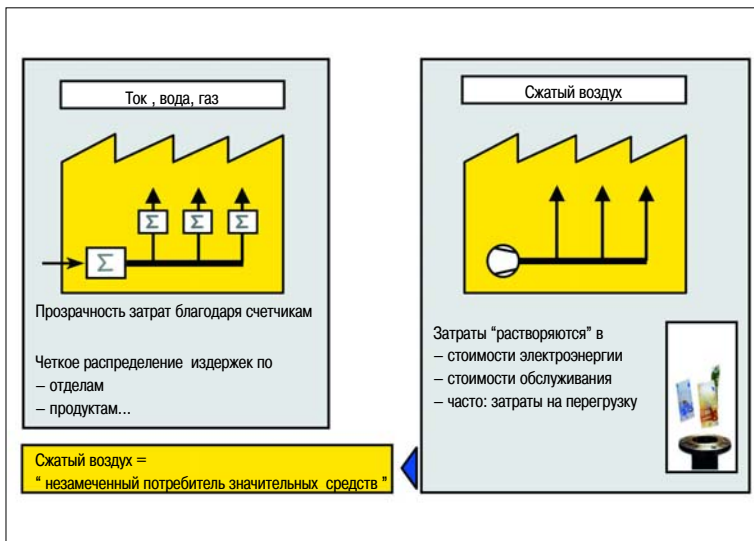 Ток , вода, газ
Σ
Σ
Σ
Σ
Прозрачность затрат благодаря счетчикам
Четкое распределение издержек по
– отделам
– продуктам...
Сжатый воздух
Затраты “растворяются” в
– стоимости электроэнергии
– стоимости обслуживания
– часто: затраты на перегрузку
Сжатый воздух =
“ незамеченный потребитель значительных средств ”